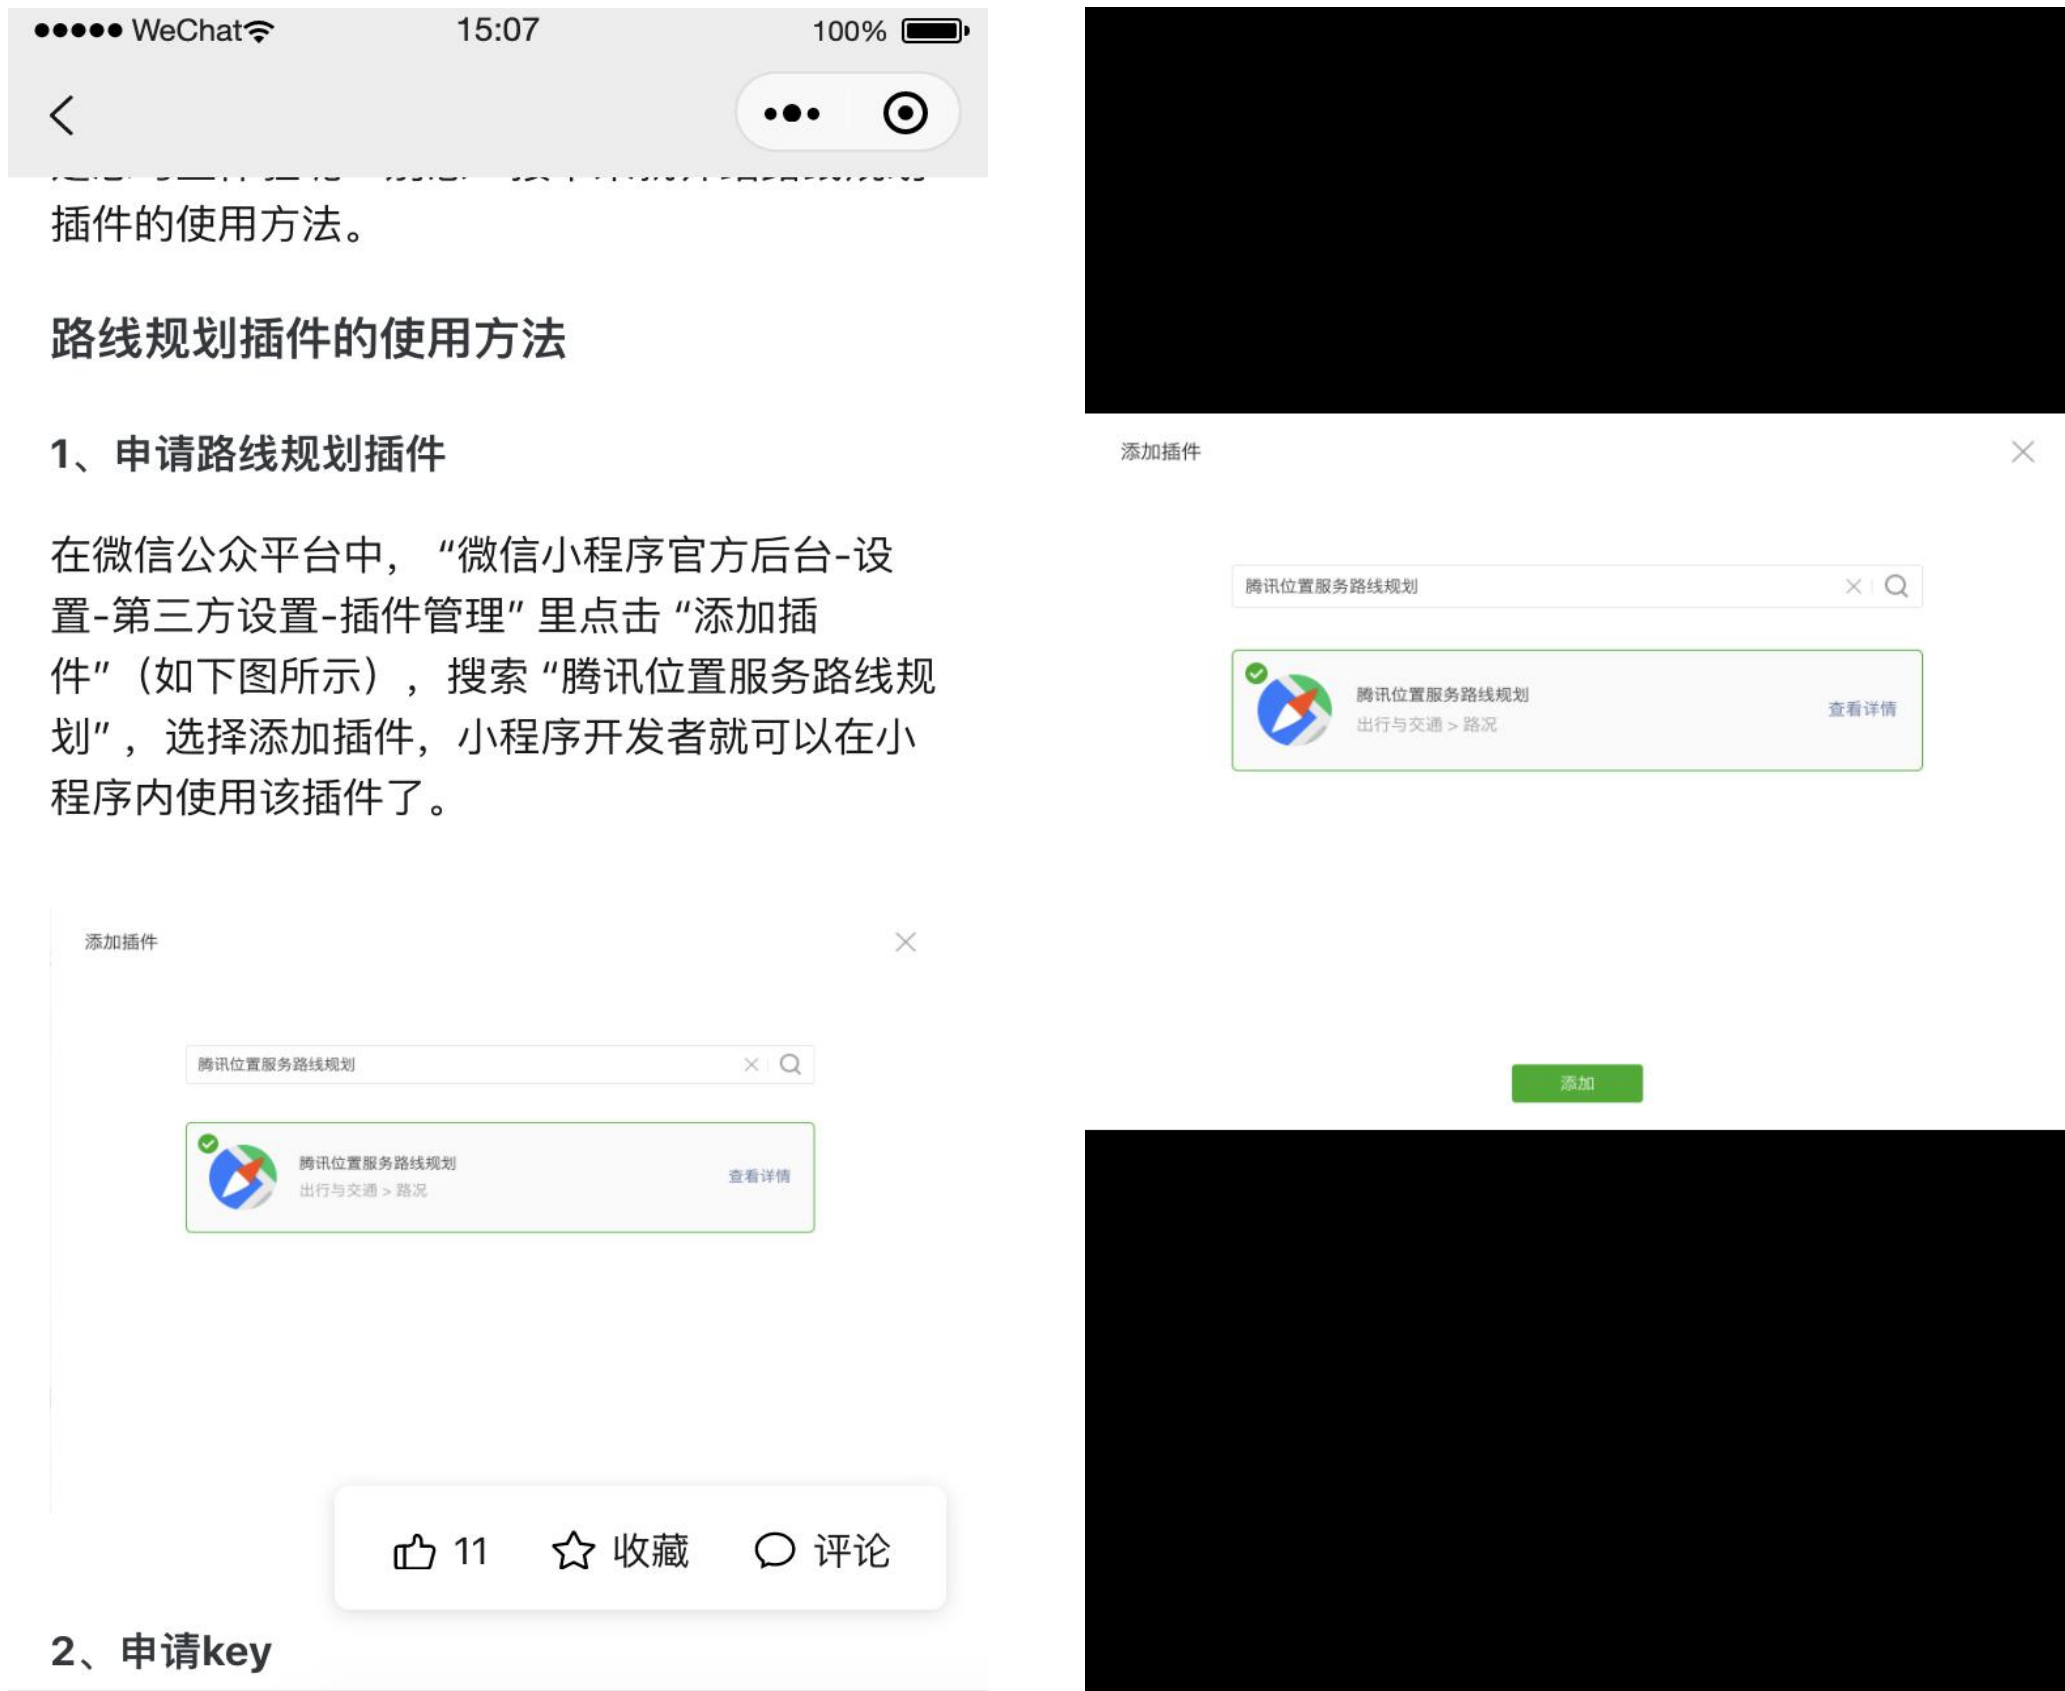 WeChat 15:07 100%
插件的使用方法。
路线规划插件的使用方法
1、申请路线规划插件
在微信公众平台中，“微信小程序官方后台-设
置-第三方设置-插件管理”里点击“添加插
件”（如下图所示），搜索“腾讯位置服务路线规
划”，选择添加插件，小程序开发者就可以在小
程序内使用该插件了。
添加插件
腾讯位置服务路线规划
腾讯位置服务路线规划
出行与交通 > 路况
查看详情
11 收藏 评论
2、申请key
添加插件
腾讯位置服务路线规划
腾讯位置服务路线规划
出行与交通 > 路况
查看详情
添加